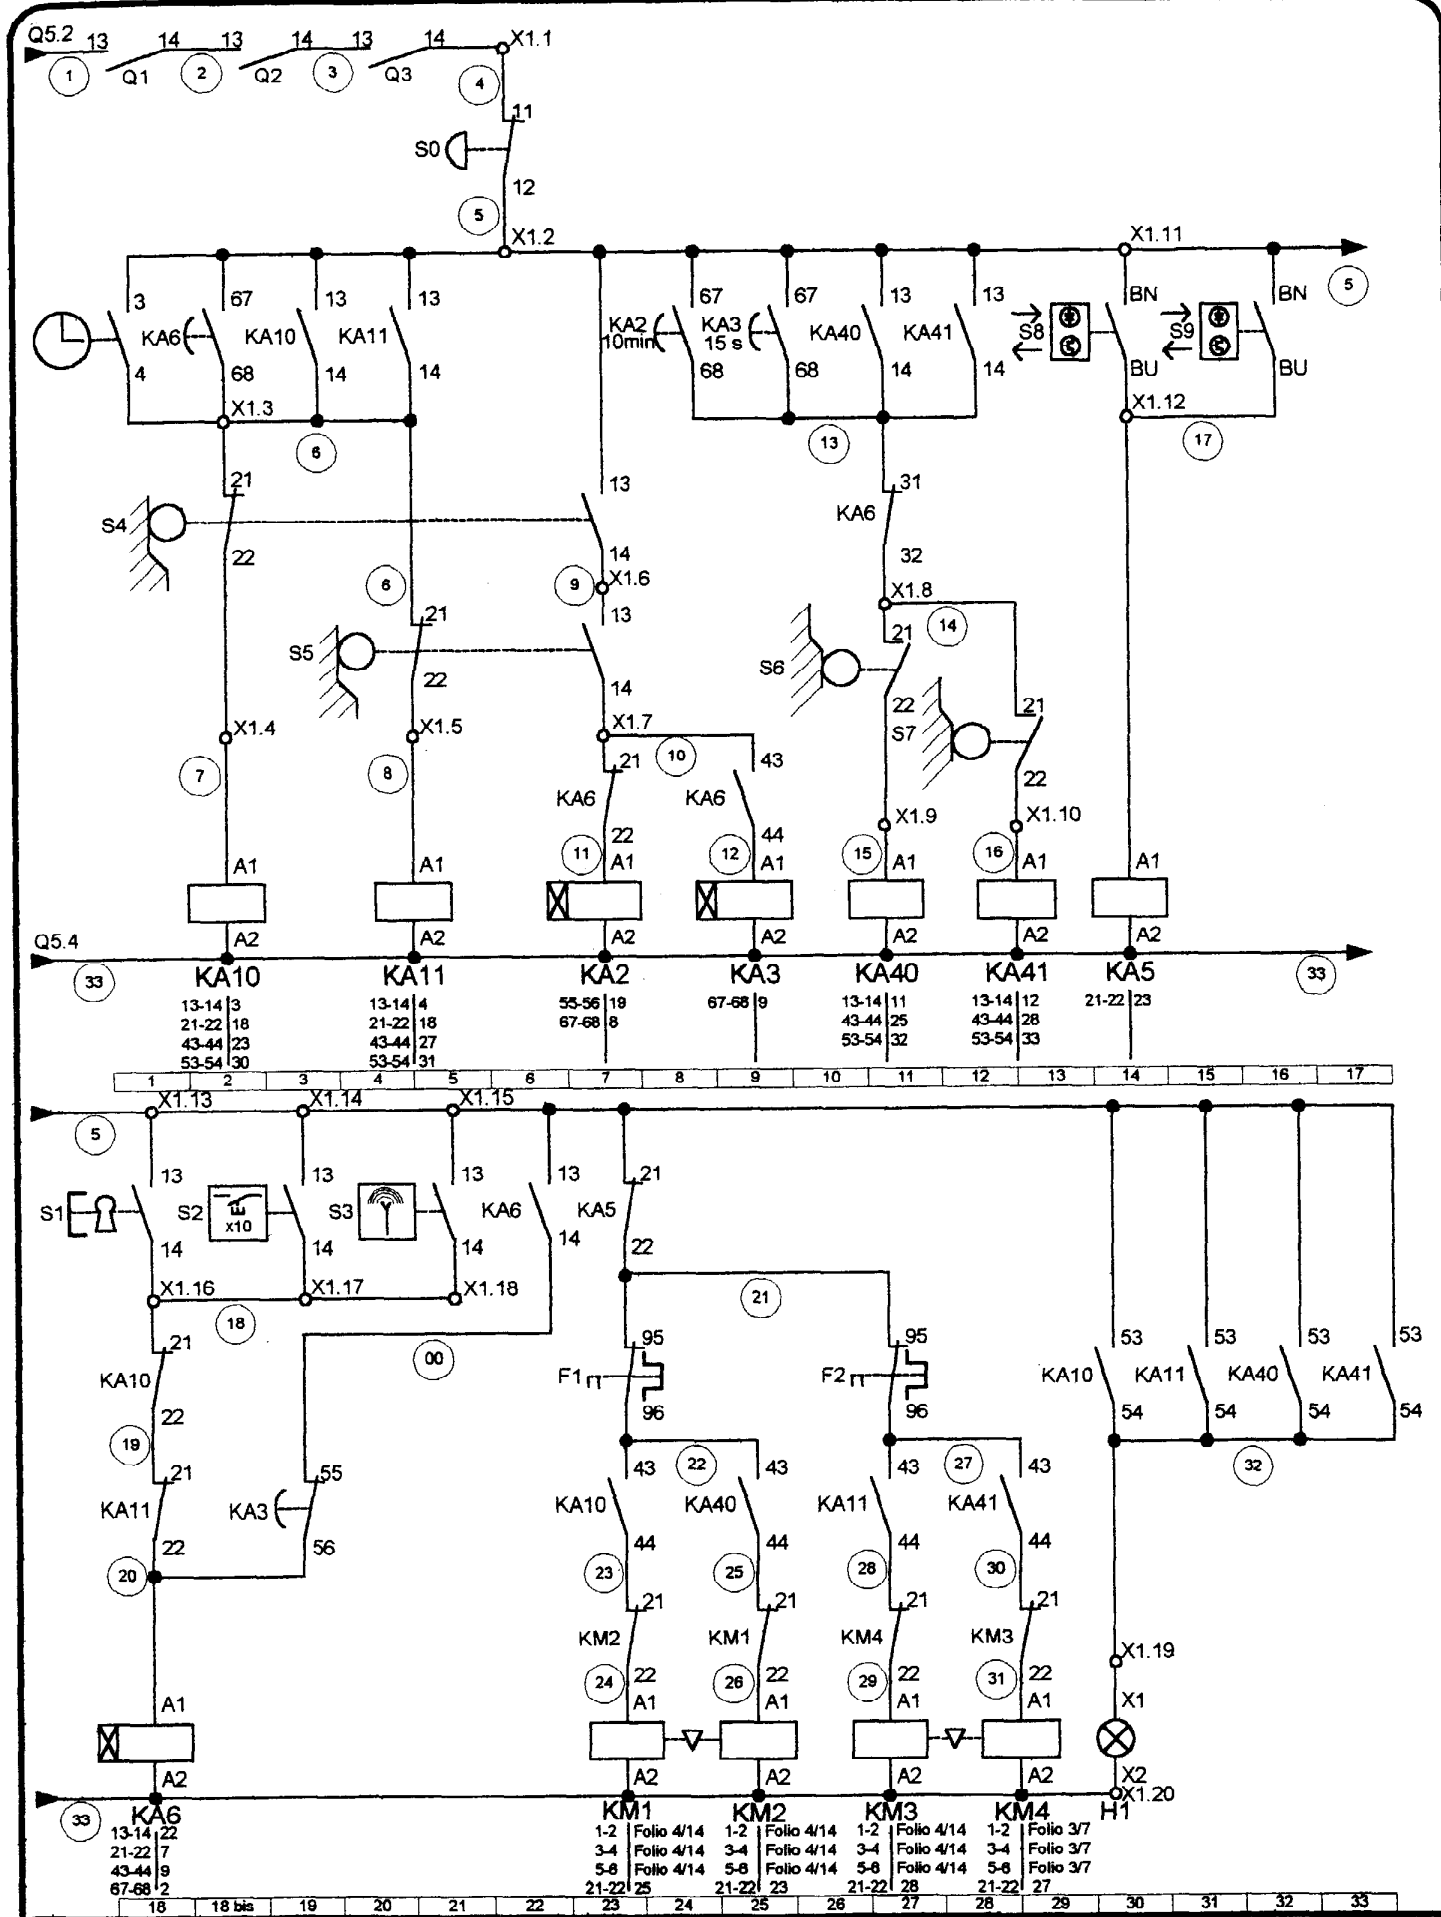 Q5.2 13 14 13 14 13 14 X1.1
1 Q1 2 Q2 3 Q3 4
11
S0
12
5
X1.2 X1.11
5
3 67 13 13 67 67 13 13 BN BN
KA6 KA10 KA11 KA2 10min KA3 15 s KA40 KA41 S8 S9
4 68 14 14 68 68 14 14 BU BU
X1.3 X1.12
6 13 17
21 13 31
S4 KA6
22 14 32
6 9 X1.6 X1.8
21 13 21 14
S5 S6
22 14 22 S7 21
X1.4 X1.5 X1.7
7 8 10 22
21 43
KA6 KA6
22 44 X1.9 X1.10
11 12 15 16
A1 A1 A1 A1 A1 A1 A1
Q5.4 A2 A2 A2 A2 A2 A2 A2
33 KA10 KA11 KA2 KA3 KA40 KA41 KA5 33
13-14 3 13-14 4 55-56 19 67-68 9 13-14 11 13-14 12 21-22 23
21-22 18 21-22 18 67-68 8 43-44 25 43-44 28
43-44 23 43-44 27 53-54 32 53-54 33
53-54 30 53-54 31
1 2 3 4 5 6 7 8 9 10 11 12 13 14 15 16 17
X1.13 X1.14 X1.15
5
13 13 13 13 21
S1 S2 E x10 S3 KA6 KA5
14 14 14 14 22
X1.16 X1.17 X1.18
18 00 21
21 95 95 53 53 53 53
KA10 F1 F2 KA10 KA11 KA40 KA41
22 96 96 54 54 54 54
19 22 27 32
21 55 43 43 43 43
KA11 KA3 KA10 KA40 KA11 KA41
22 56 44 44 44 44
20 23 25 28 30
21 21 21 21
KM2 KM1 KM4 KM3 X1.19
24 22 26 22 29 22 31 22
A1 A1 A1 A1 A1 X1
A2 A2 A2 A2 A2 X2
X1.20
33 KA6 KM1 KM2 KM3 KM4 H1
13-14 22 1-2 Folio 4/14 1-2 Folio 4/14 1-2 Folio 4/14 1-2 Folio 3/7
21-22 7 3-4 Folio 4/14 3-4 Folio 4/14 3-4 Folio 4/14 3-4 Folio 3/7
43-44 9 5-6 Folio 4/14 5-6 Folio 4/14 5-6 Folio 4/14 5-6 Folio 3/7
67-68 2 21-22 25 21-22 23 21-22 28 21-22 27
18 18 bis 19 20 21 22 23 24 25 26 27 28 29 30 31 32 33